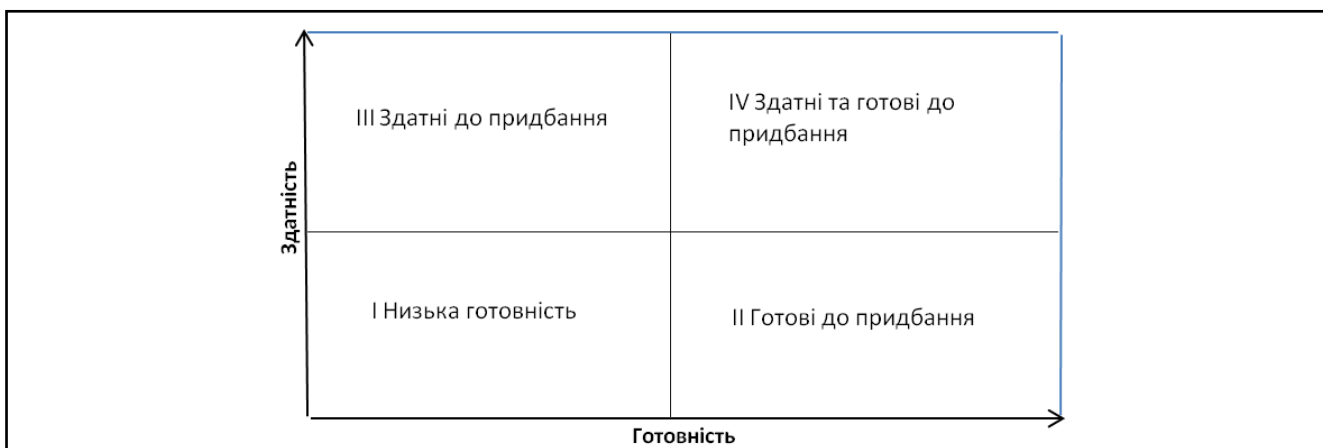 III Здатні до придбання
IV Здатні та готові до
придбання
Здатність
I Низька готовність
II Готові до придбання
Готовність